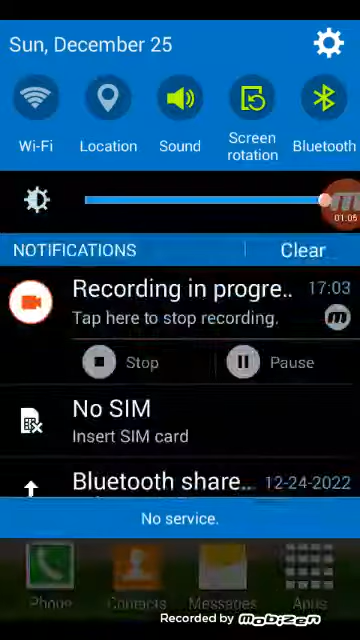 Sun, December 25
Wi-Fi
Location
Sound
Screen
rotation
Bluetooth
01:05
NOTIFICATIONS
Clear
Recording in progre..
17:03
Tap here to stop recording.
Stop
Pause
No SIM
Insert SIM card
Bluetooth share..
12-24-2022
No service.
Phone
Contacts
Messages
Apps
Recorded by mobizen